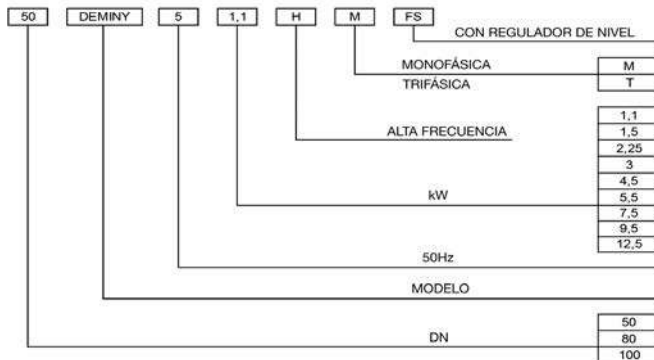 50 DEMINY 5 1,1 H M FS
CON REGULADOR DE NIVEL
MONOFÁSICA M
TRIFÁSICA T
ALTA FRECUENCIA
1,1
1,5
2,25
3
4,5
kW 5,5
7,5
9,5
12,5
50Hz
MODELO
50
DN 80
100